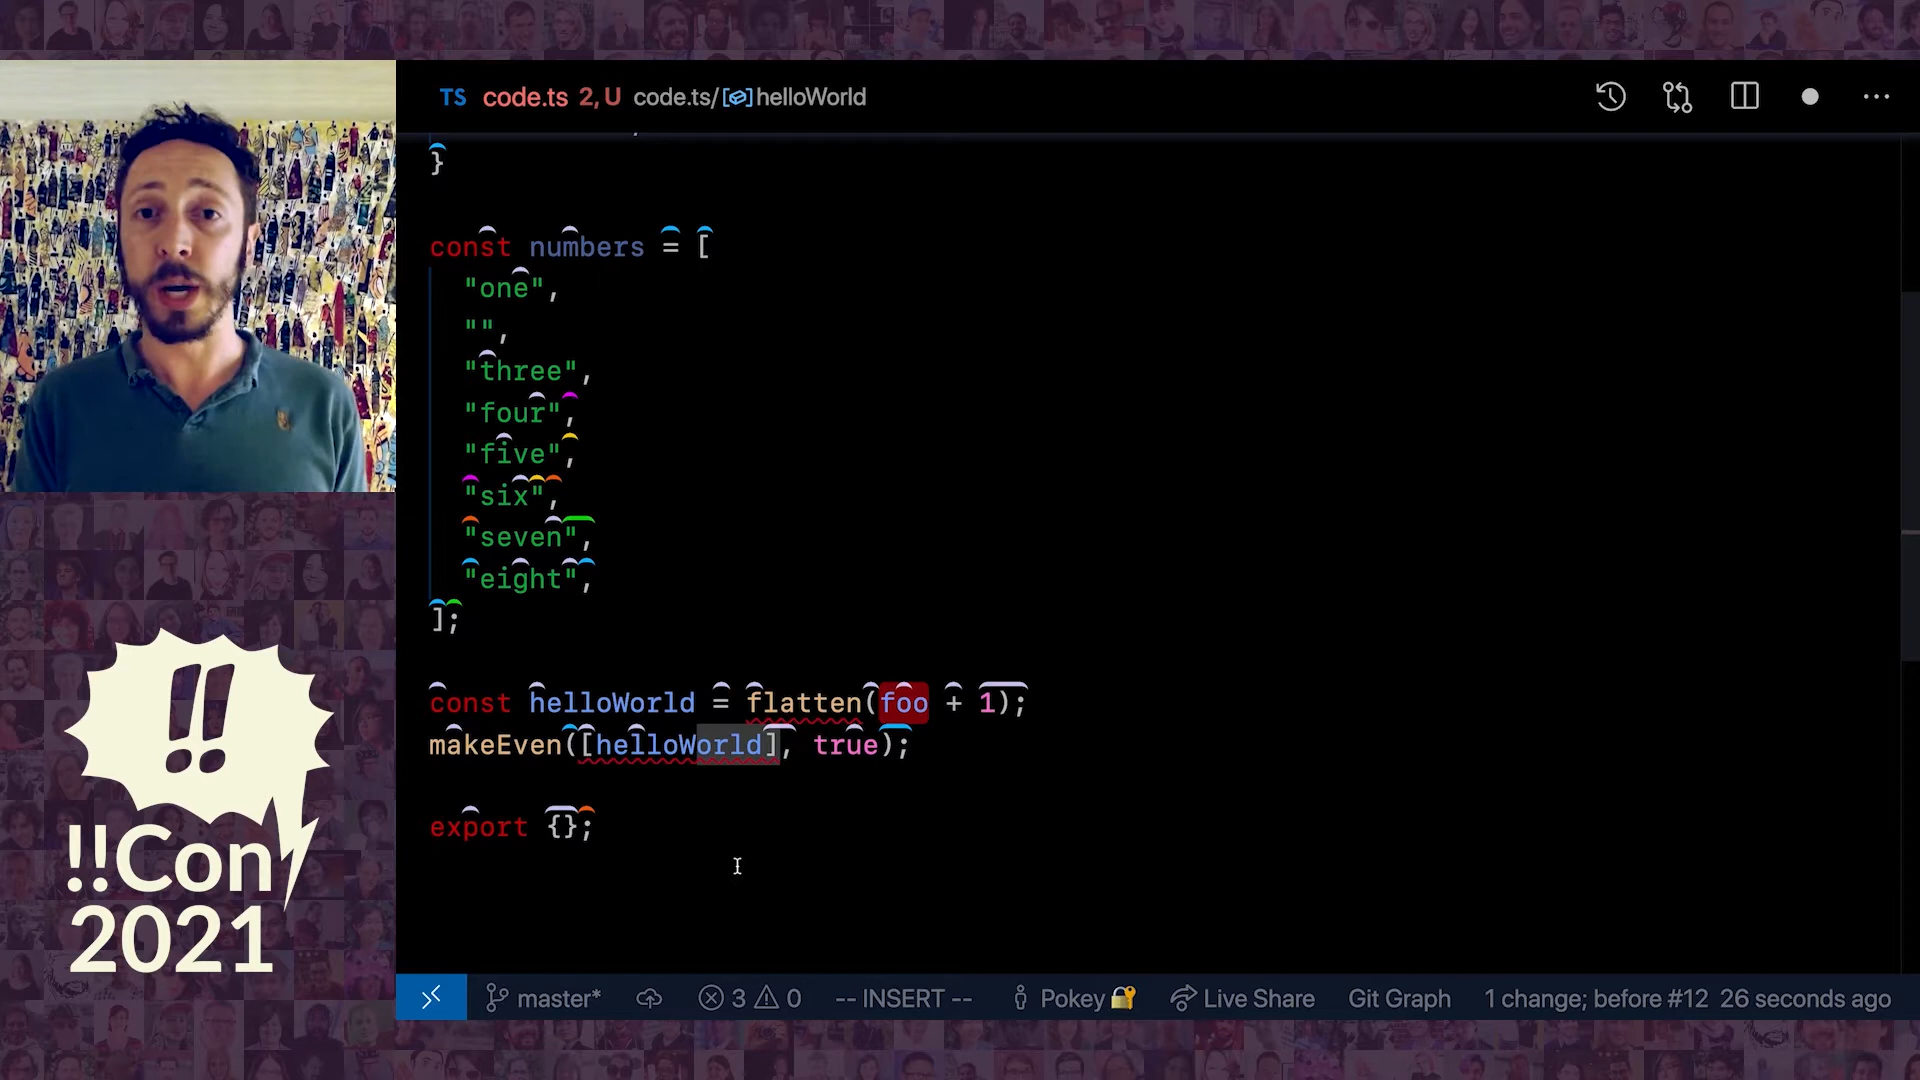 TS code.ts 2, U code.ts/helloWorld
}
const numbers = [
"one",
"",
"three",
"four",
"five",
"six",
"seven",
"eight",
];
const helloWorld = flatten(foo + 1);
makeEven([helloWorld], true);
export {};
!!
!!Con
2021
master* 3 0 -- INSERT -- Pokey Live Share Git Graph 1 change; before #12 26 seconds ago